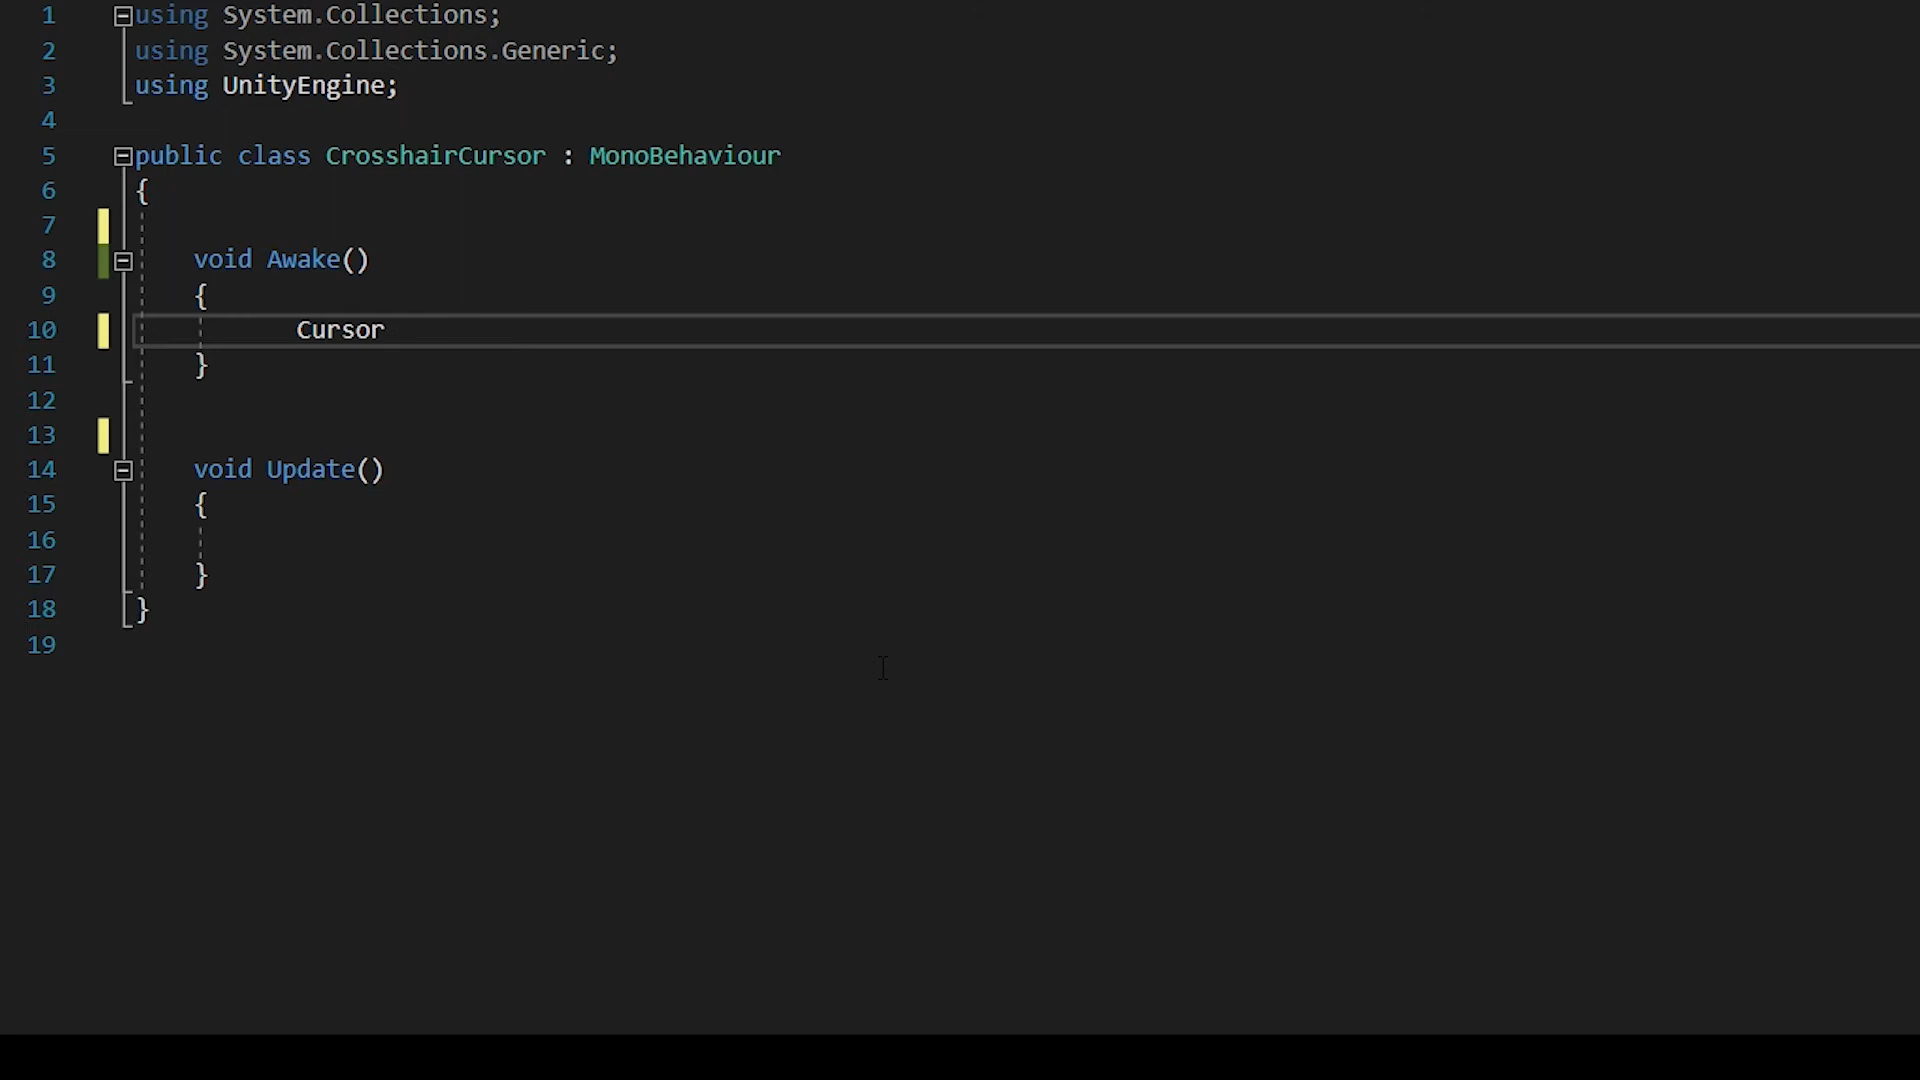 1 using System.Collections;
2 using System.Collections.Generic;
3 using UnityEngine;
4
5 public class CrosshairCursor : MonoBehaviour
6 {
7
8 void Awake()
9 {
10 Cursor
11 }
12
13
14 void Update()
15 {
16
17 }
18 }
19